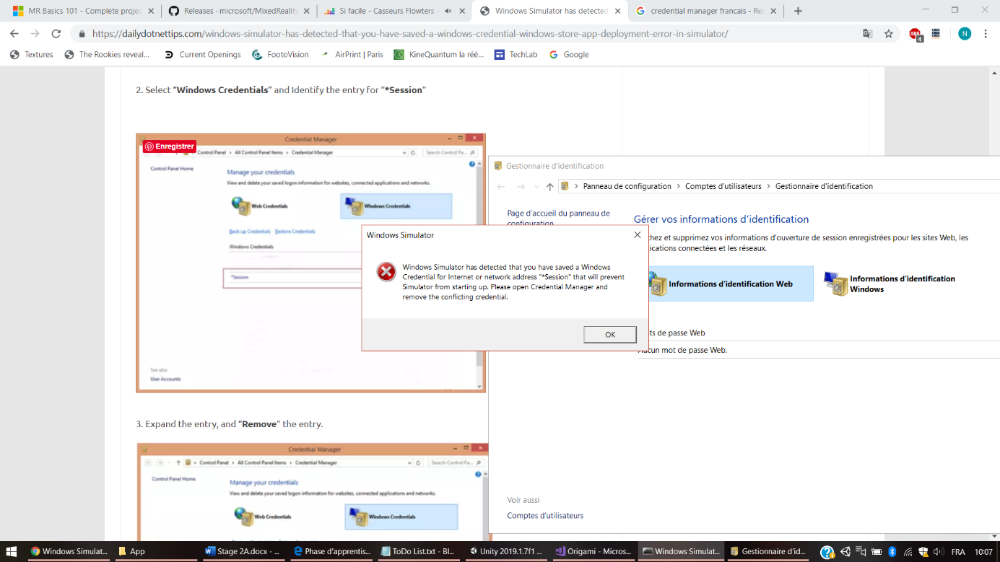 MR Basics 101 - Complete projec
Releases · microsoft/MixedReality
Si facile - Casseurs Flowters -
Windows Simulator has detected
credential manager francais - Rec
https://dailydotnettips.com/windows-simulator-has-detected-that-you-have-saved-a-windows-credential-windows-store-app-deployment-error-in-simulator/
ABP
4
N
Textures
The Rookies reveal...
Current Openings
FootoVision
AirPrint | Paris
KineQuantum la réé...
TechLab
Google
2. Select “Windows Credentials” and Identify the entry for “*Session”
Enregistrer
Credential Manager
Control Panel
All Control Panel Items
Credential Manager
Search Control Pa...
Control Panel Home
Manage your credentials
View and delete your saved logon information for websites, connected applications and networks.
Web Credentials
Windows Credentials
Back up Credentials
Restore Credentials
Windows Credentials
*Session
See also
User Accounts
Gestionnaire d'identification
Panneau de configuration
Comptes d'utilisateurs
Gestionnaire d'identification
Page d'accueil du panneau de
configuration
Gérer vos informations d'identification
chez et supprimez vos informations d'ouverture de session enregistrées pour les sites Web, les
ications connectées et les réseaux.
Informations d'identification Web
Informations d'identification
Windows
ts de passe Web
Aucun mot de passe Web.
Voir aussi
Comptes d'utilisateurs
Windows Simulator
Windows Simulator has detected that you have saved a Windows
Credential for Internet or network address "*Session" that will prevent
Simulator from starting up. Please open Credential Manager and
remove the conflicting credential.
OK
3. Expand the entry, and “Remove” the entry.
Credential Manager
Control Panel
All Control Panel Items
Credential Manager
Search Control Pa...
Control Panel Home
Manage your credentials
View and delete your saved logon information for websites, connected applications and networks.
Web Credentials
Windows Credentials
Windows Simulat...
App
Stage 2A.docx - ...
Phase d'apprentis...
ToDo List.txt - Bl...
Unity 2019.1.7f1 ...
Origami - Micros...
Windows Simulat...
Gestionnaire d'id...
FRA
10:07